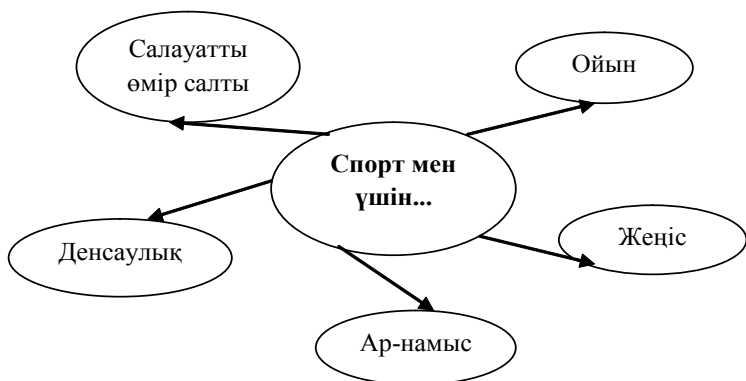 Салауатты
өмір салты
Ойын
Спорт мен
үшін...
Денсаулық
Жеңіс
Ар-намыс